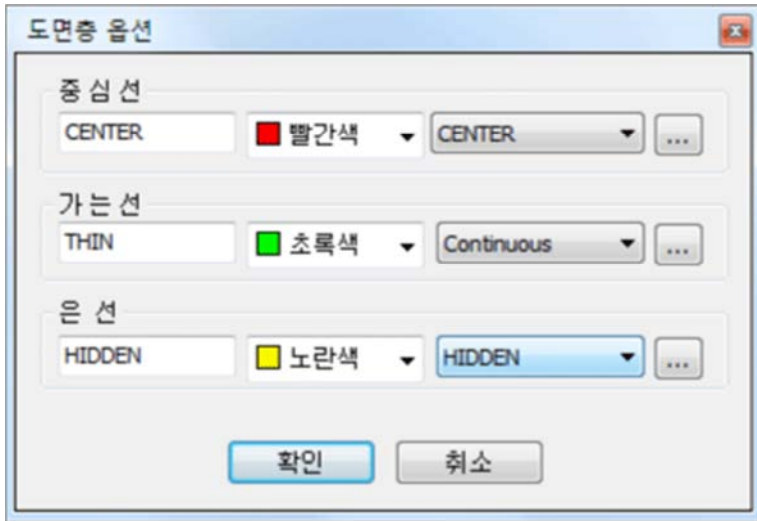 도면층 옵션
중 심 선
CENTER 빨간색 CENTER ...
가 는 선
THIN 초록색 Continuous ...
은 선
HIDDEN 노란색 HIDDEN ...
확인 취소